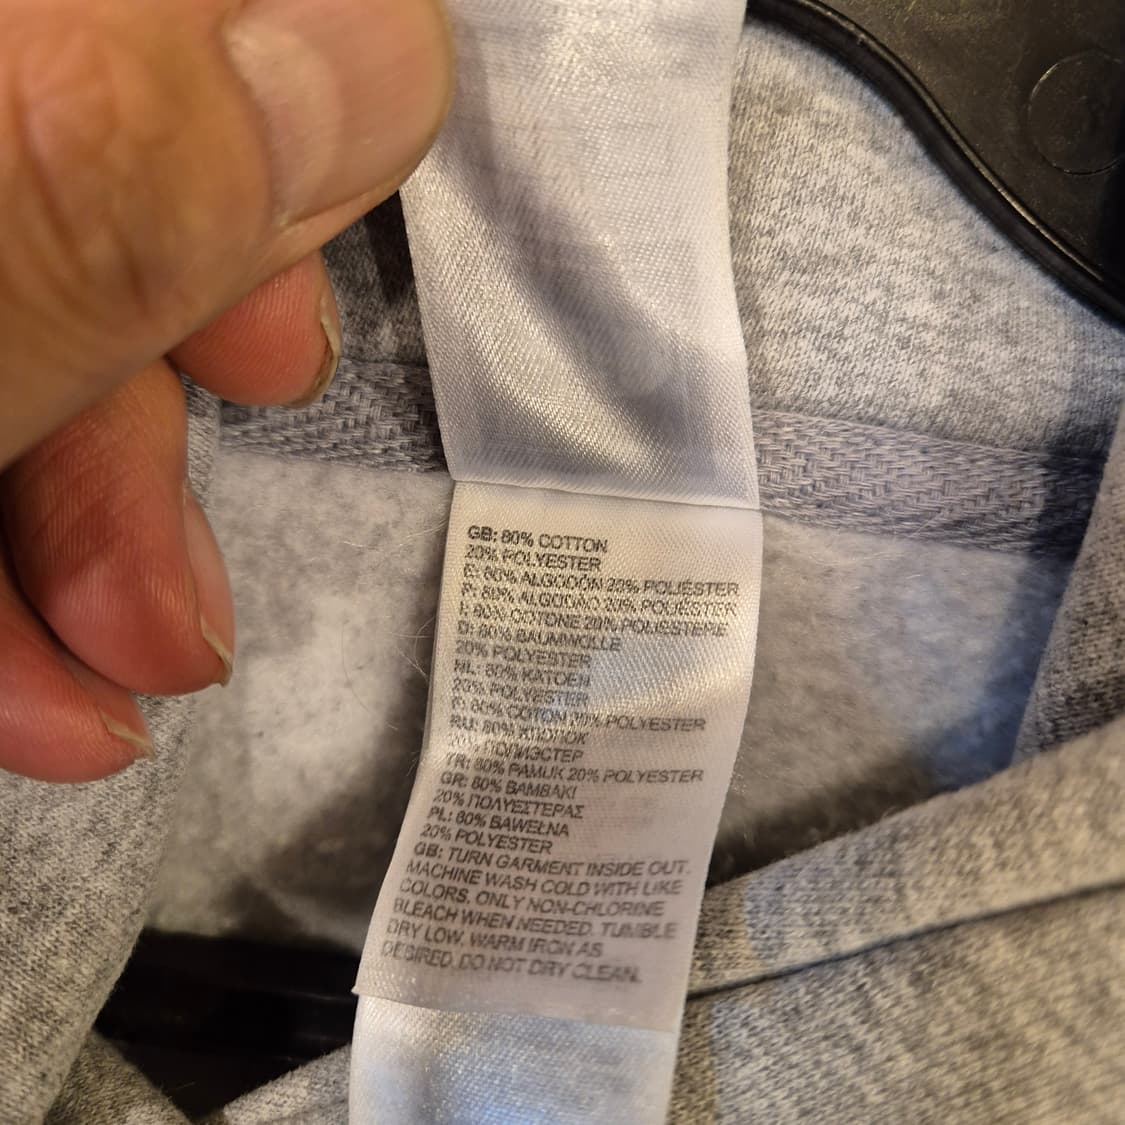 GB: 80% COTTON
20% POLYESTER
E: 80% ALGODÓN 20% POLIÉSTER
P: 80% ALGODÃO 20% POLIÉSTER
I: 80% COTONE 20% POLIESTERE
D: 80% BAUMWOLLE
20% POLYESTER
NL: 80% KATOEN
20% POLYESTER
80% COTON 20% POLYESTER
RU: 80% ХЛОПОК
20% ПОЛИЭСТЕР
TR: 80% PAMUK 20% POLYESTER
GR: 80% ΒΑΜΒΑΚΙ
20% ΠΟΛΥΕΣΤΕΡΑΣ
PL: 80% BAWEŁNA
20% POLYESTER
GB: TURN GARMENT INSIDE OUT.
MACHINE WASH COLD WITH LIKE
COLORS. ONLY NON-CHLORINE
BLEACH WHEN NEEDED. TUMBLE
DRY LOW. WARM IRON AS
DESIRED. DO NOT DRY CLEAN.